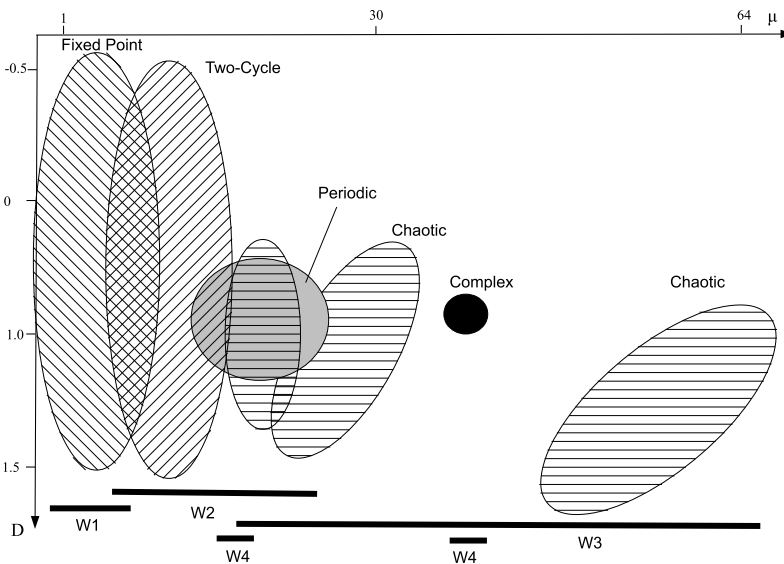 1 30 64 μ
Fixed Point
-0.5
Two-Cycle
Periodic
0
Chaotic
Complex
Chaotic
1.0
1.5
W2
W1
D
W4
W4
W3